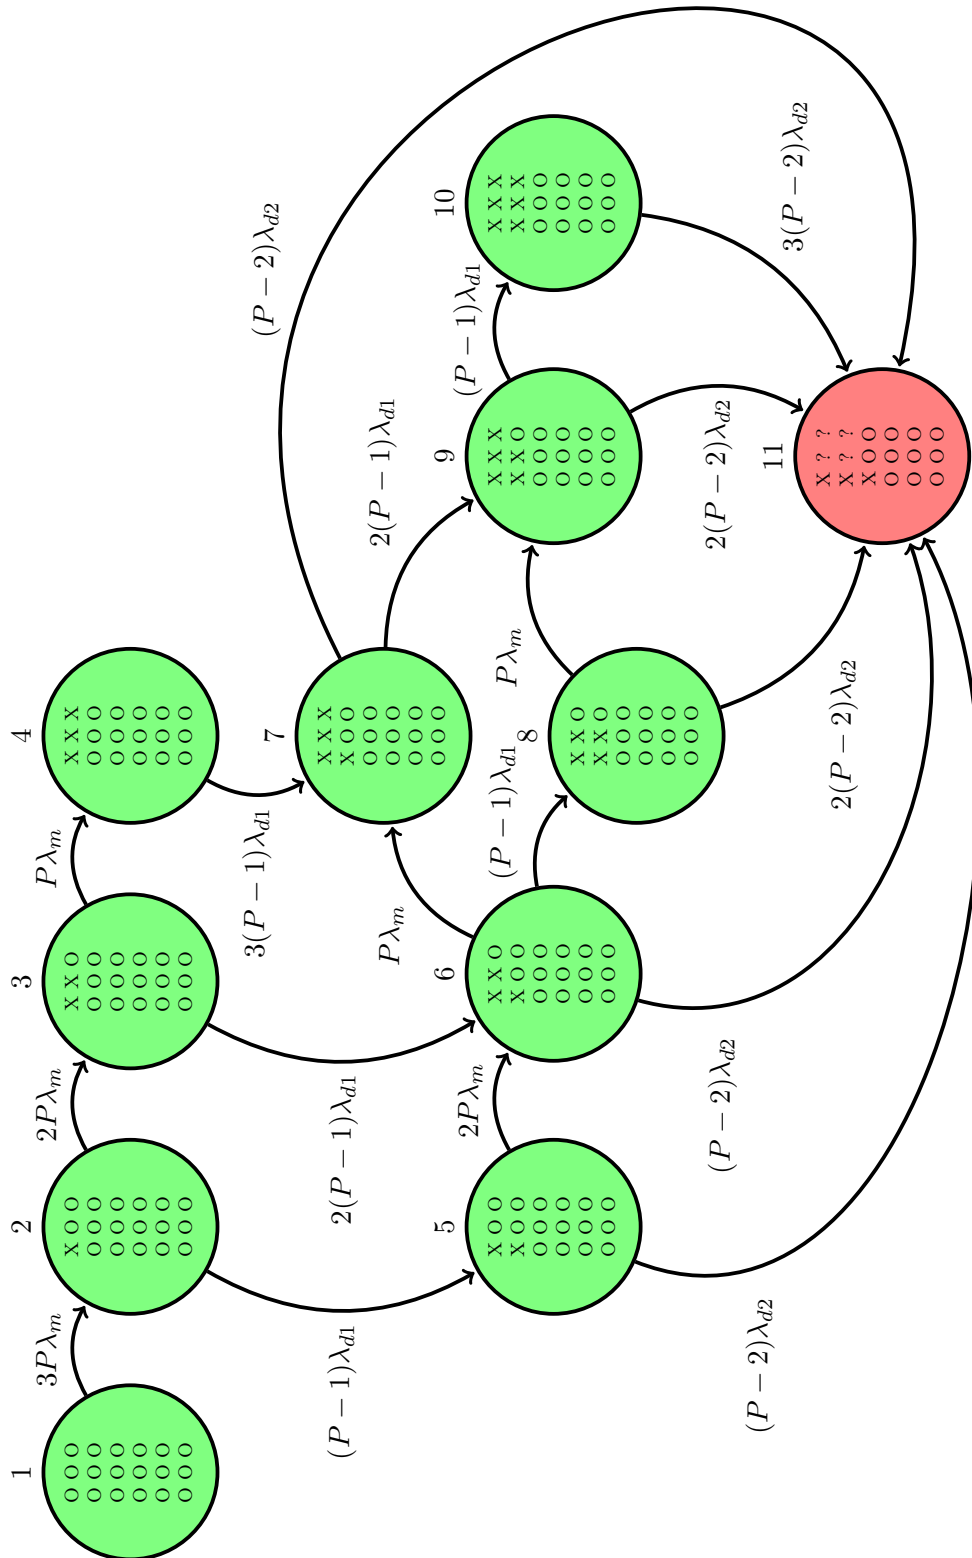 1
O O O
O O O
O O O
O O O
O O O
O O O
3Pλ_m
2
X O O
O O O
O O O
O O O
O O O
O O O
2Pλ_m
3
X X O
O O O
O O O
O O O
O O O
O O O
Pλ_m
4
X X X
O O O
O O O
O O O
O O O
O O O
(P − 1)λ_{d1}
2(P − 1)λ_{d1}
3(P − 1)λ_{d1}
(P − 2)λ_{d2}
7
X X X
X O O
O O O
O O O
O O O
O O O
Pλ_m
2(P − 1)λ_{d1}
5
X O O
X O O
O O O
O O O
O O O
O O O
2Pλ_m
6
X X O
X O O
O O O
O O O
O O O
O O O
(P − 1)λ_{d1}
8
X X O
X X O
O O O
O O O
O O O
O O O
Pλ_m
9
X X X
X X O
O O O
O O O
O O O
O O O
(P − 1)λ_{d1}
10
X X X
X X X
O O O
O O O
O O O
O O O
(P − 2)λ_{d2}
(P − 2)λ_{d2}
2(P − 2)λ_{d2}
2(P − 2)λ_{d2}
3(P − 2)λ_{d2}
11
X ? ?
X ? ?
X O O
O O O
O O O
O O O